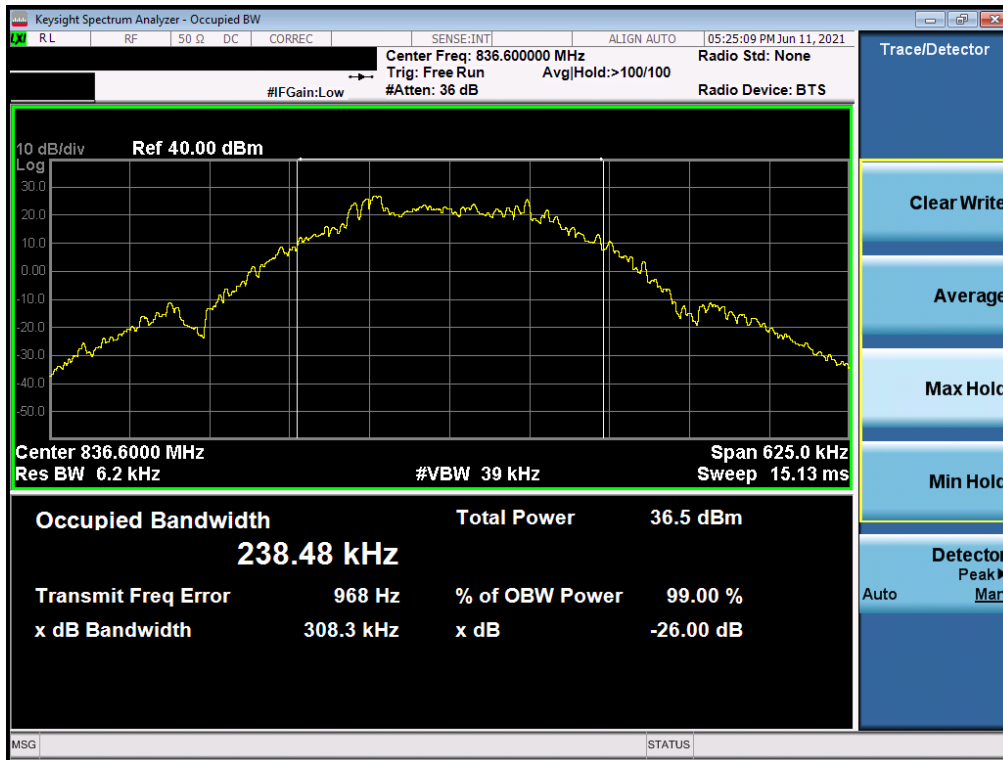 Keysight Spectrum Analyzer - Occupied BW
LXI RL RF 50 Ω DC CORREC SENSE:INT ALIGN AUTO 05:25:09 PM Jun 11, 2021
Center Freq: 836.600000 MHz Radio Std: None
Trig: Free Run Avg|Hold:>100/100
#IFGain:Low #Atten: 36 dB Radio Device: BTS
10 dB/div Ref 40.00 dBm
Log
30.0
20.0
10.0
0.00
-10.0
-20.0
-30.0
-40.0
-50.0
Center 836.6000 MHz Span 625.0 kHz
Res BW 6.2 kHz #VBW 39 kHz Sweep 15.13 ms
Occupied Bandwidth Total Power 36.5 dBm
238.48 kHz
Transmit Freq Error 968 Hz % of OBW Power 99.00 %
x dB Bandwidth 308.3 kHz x dB -26.00 dB
MSG STATUS
Trace/Detector
Clear Write
Average
Max Hold
Min Hold
Detector
Peak▶
Auto Man